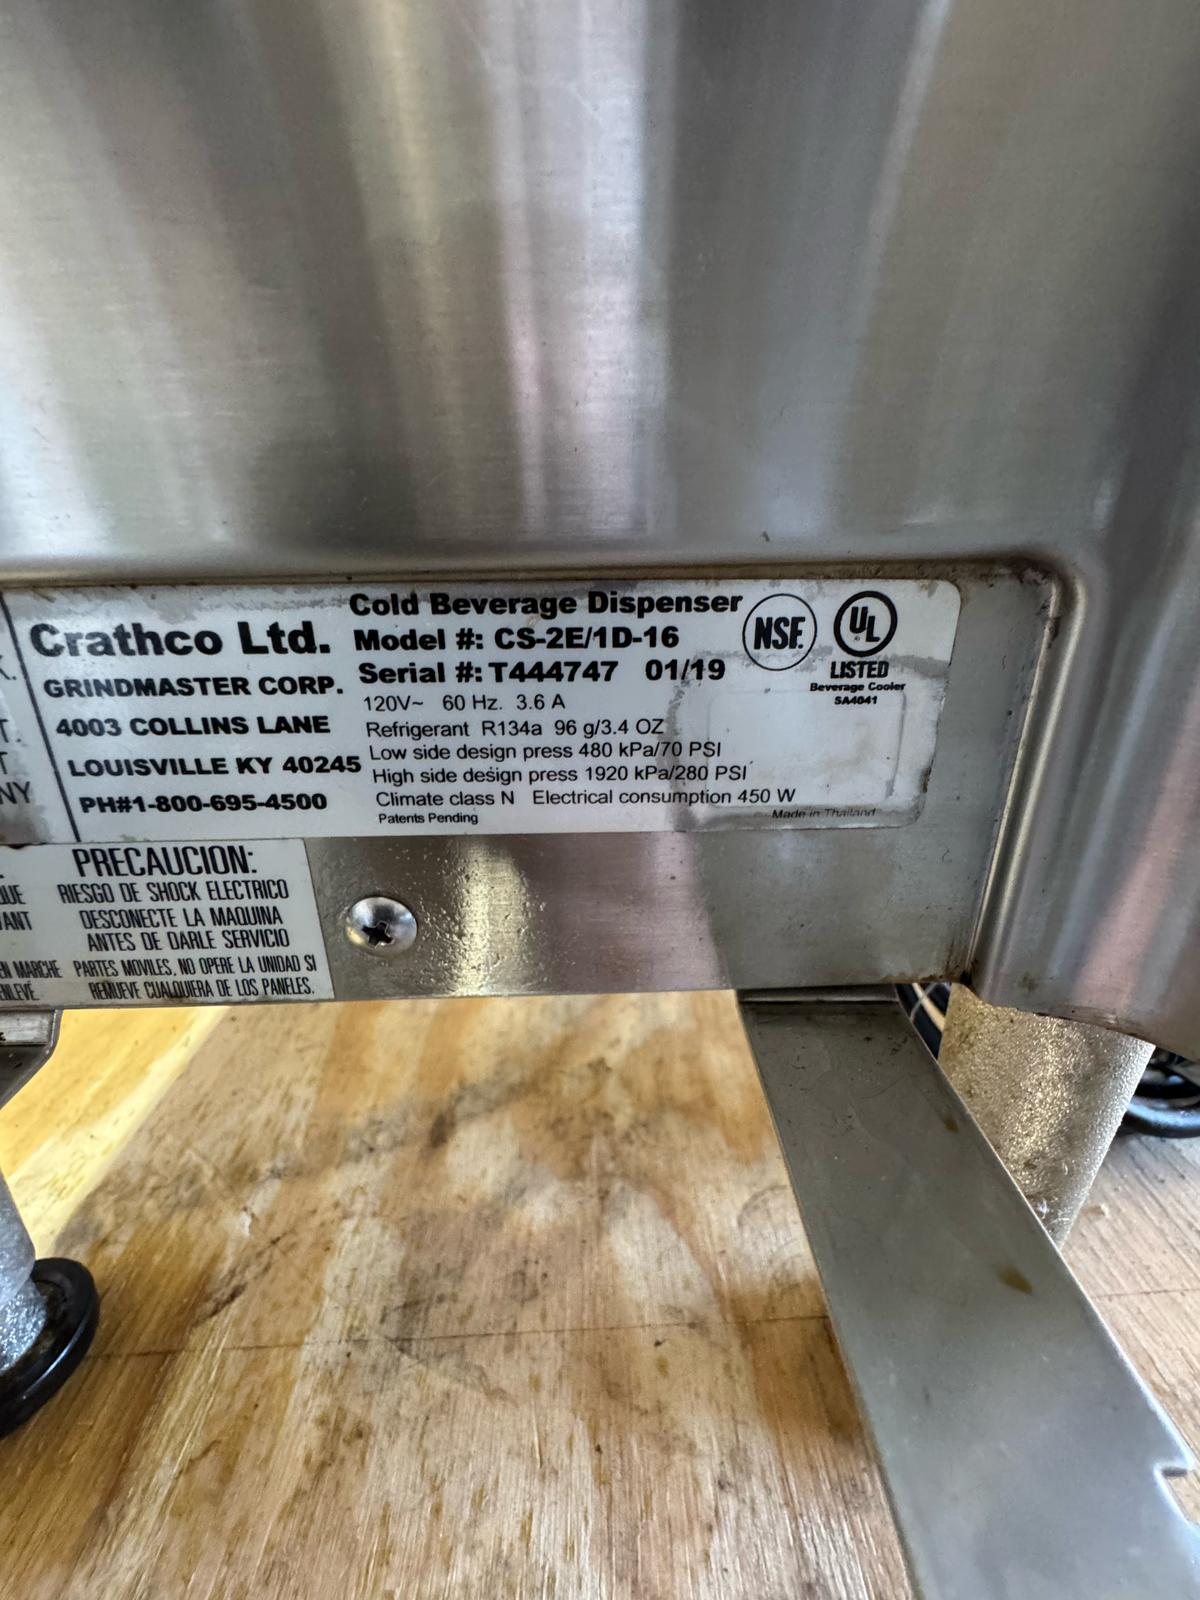 Cold Beverage Dispenser
Crathco Ltd.
Model #: CS-2E/1D-16
GRINDMASTER CORP.
Serial #: T444747 01/19
4003 COLLINS LANE
120V~ 60 Hz. 3.6 A
LOUISVILLE KY 40245
Refrigerant R134a 96 g/3.4 OZ
PH#1-800-695-4500
Low side design press 480 kPa/70 PSI
High side design press 1920 kPa/280 PSI
Climate class N Electrical consumption 450 W
Patents Pending
Made in Thailand
NSF.
UL
LISTED
Beverage Cooler
SA4041
PRECAUCION:
RIESGO DE SHOCK ELECTRICO
DESCONECTE LA MAQUINA
ANTES DE DARLE SERVICIO
EN MARCHE PARTES MOVILES, NO OPERE LA UNIDAD SI
REMUEVE CUALQUIERA DE LOS PANELES.